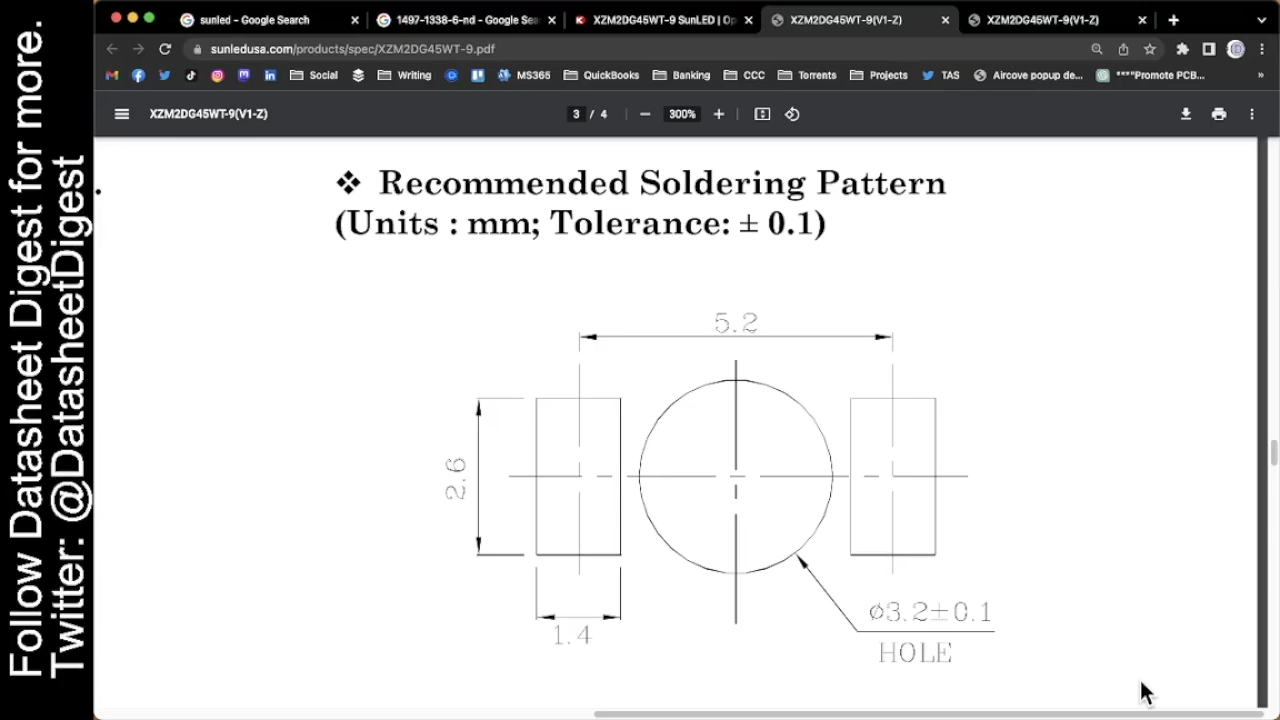 Follow Datasheet Digest for more.
Twitter: @DatasheetDigest
sunled - Google Search
1497-1338-6-nd - Google Sea
XZM2DG45WT-9 SunLED | Op
XZM2DG45WT-9(V1-Z)
XZM2DG45WT-9(V1-Z)
sunledusa.com/products/spec/XZM2DG45WT-9.pdf
Social
Writing
MS365
QuickBooks
Banking
CCC
Torrents
Projects
TAS
Aircove popup de...
****Promote PCB...
»
XZM2DG45WT-9(V1-Z)
3 / 4
300%
❖ Recommended Soldering Pattern
(Units : mm; Tolerance: ± 0.1)
5.2
2.6
1.4
ø3.2±0.1
HOLE